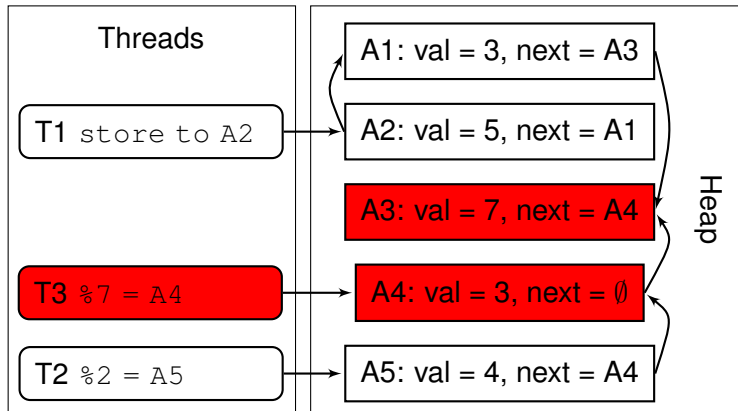 Threads
T1 store to A2
T3 %7 = A4
T2 %2 = A5
A1: val = 3, next = A3
A2: val = 5, next = A1
A3: val = 7, next = A4
A4: val = 3, next = ∅
A5: val = 4, next = A4
Heap